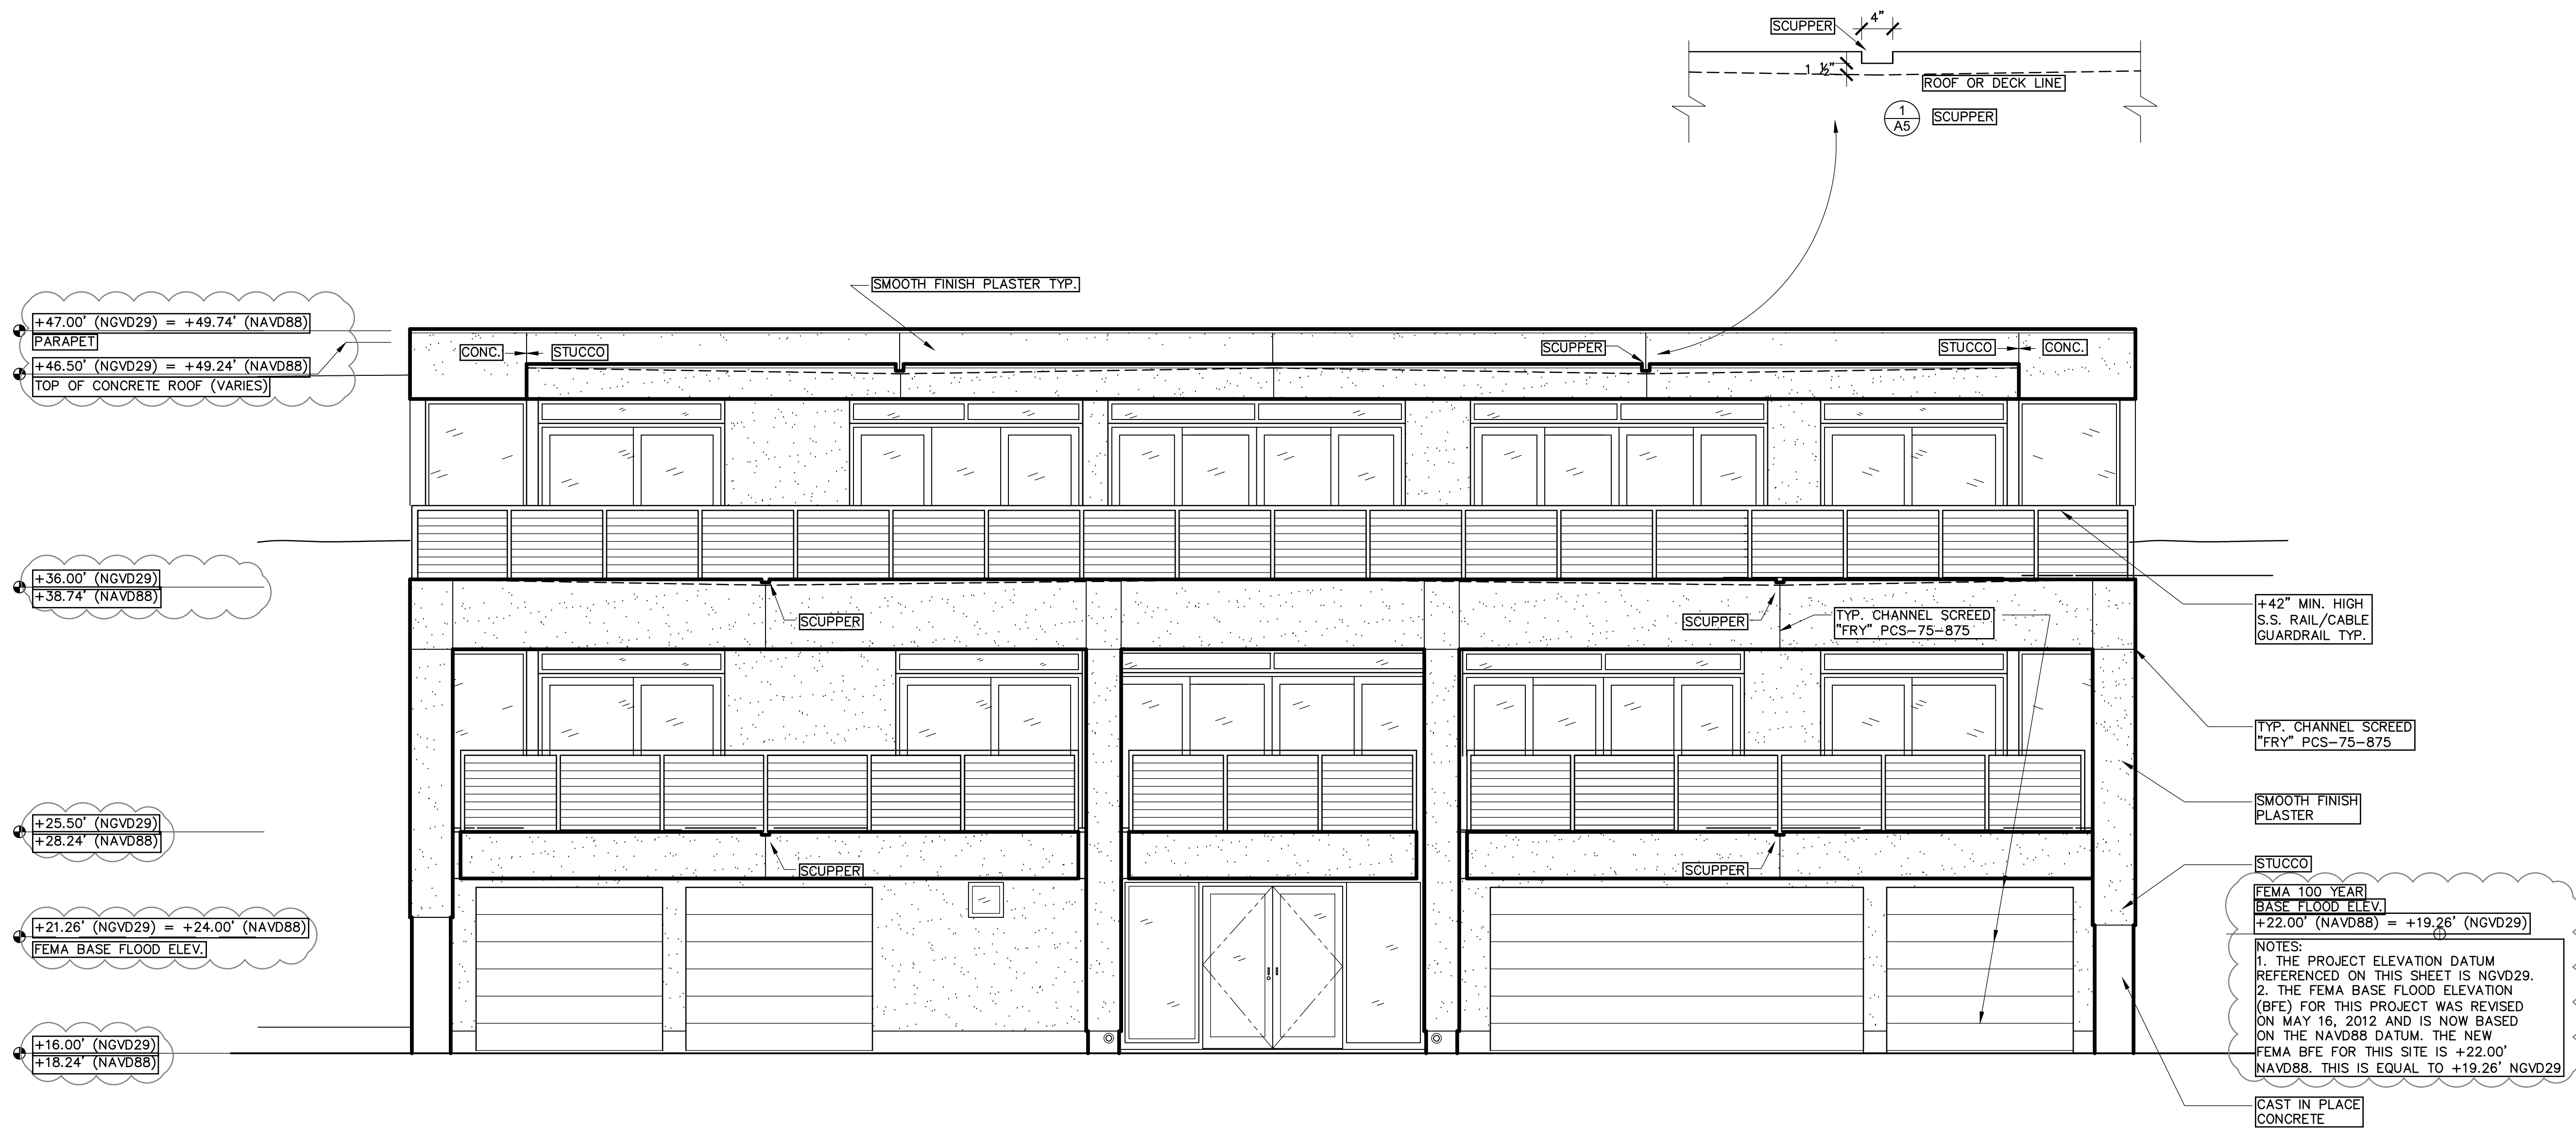 SCUPPER
4"
1 ½"
ROOF OR DECK LINE
1
A5
SCUPPER
SMOOTH FINISH PLASTER TYP.
+47.00' (NGVD29) = +49.74' (NAVD88)
PARAPET
+46.50' (NGVD29) = +49.24' (NAVD88)
TOP OF CONCRETE ROOF (VARIES)
CONC.
STUCCO
SCUPPER
STUCCO
CONC.
+36.00' (NGVD29)
+38.74' (NAVD88)
SCUPPER
SCUPPER
TYP. CHANNEL SCREED
"FRY" PCS-75-875
+42" MIN. HIGH
S.S. RAIL/CABLE
GUARDRAIL TYP.
TYP. CHANNEL SCREED
"FRY" PCS-75-875
SMOOTH FINISH
PLASTER
+25.50' (NGVD29)
+28.24' (NAVD88)
SCUPPER
SCUPPER
STUCCO
+21.26' (NGVD29) = +24.00' (NAVD88)
FEMA BASE FLOOD ELEV.
FEMA 100 YEAR
BASE FLOOD ELEV.
+22.00' (NAVD88) = +19.26' (NGVD29)
NOTES:
1. THE PROJECT ELEVATION DATUM
REFERENCED ON THIS SHEET IS NGVD29.
2. THE FEMA BASE FLOOD ELEVATION
(BFE) FOR THIS PROJECT WAS REVISED
ON MAY 16, 2012 AND IS NOW BASED
ON THE NAVD88 DATUM. THE NEW
FEMA BFE FOR THIS SITE IS +22.00'
NAVD88. THIS IS EQUAL TO +19.26' NGVD29
+16.00' (NGVD29)
+18.24' (NAVD88)
CAST IN PLACE
CONCRETE